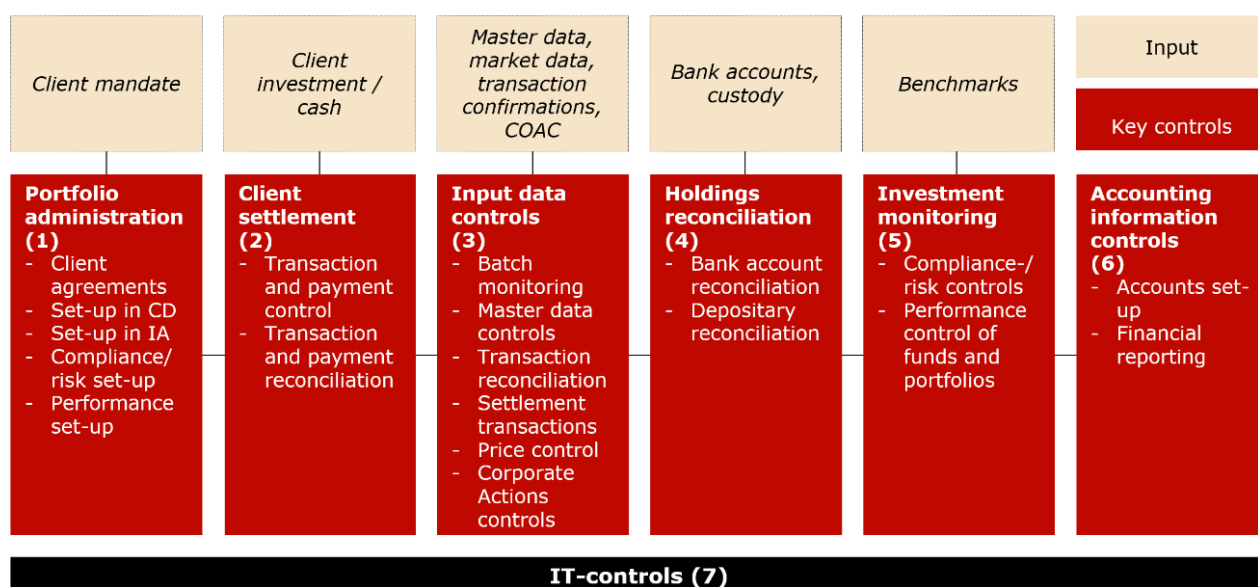 Client mandate
Client
investment /
cash
Master data,
market data,
transaction
confirmations,
COAC
Bank accounts,
custody
Benchmarks
Input
Key controls
Portfolio
administration
(1)
- Client
agreements
- Set-up in CD
- Set-up in IA
- Compliance/
risk set-up
- Performance
set-up
Client
settlement
(2)
- Transaction
and payment
control
- Transaction
and payment
reconciliation
Input data
controls
(3)
- Batch
monitoring
- Master data
controls
- Transaction
reconciliation
- Settlement
transactions
- Price control
- Corporate
Actions
controls
Holdings
reconciliation
(4)
- Bank account
reconciliation
- Depositary
reconciliation
Investment
monitoring
(5)
- Compliance-/
risk controls
- Performance
control of
funds and
portfolios
Accounting
information
controls
(6)
- Accounts set-
up
- Financial
reporting
IT-controls (7)